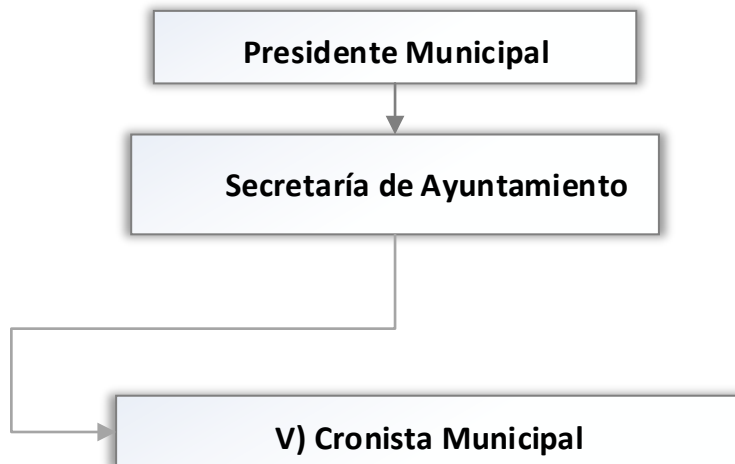 Presidente Municipal
Secretaría de Ayuntamiento
V) Cronista Municipal